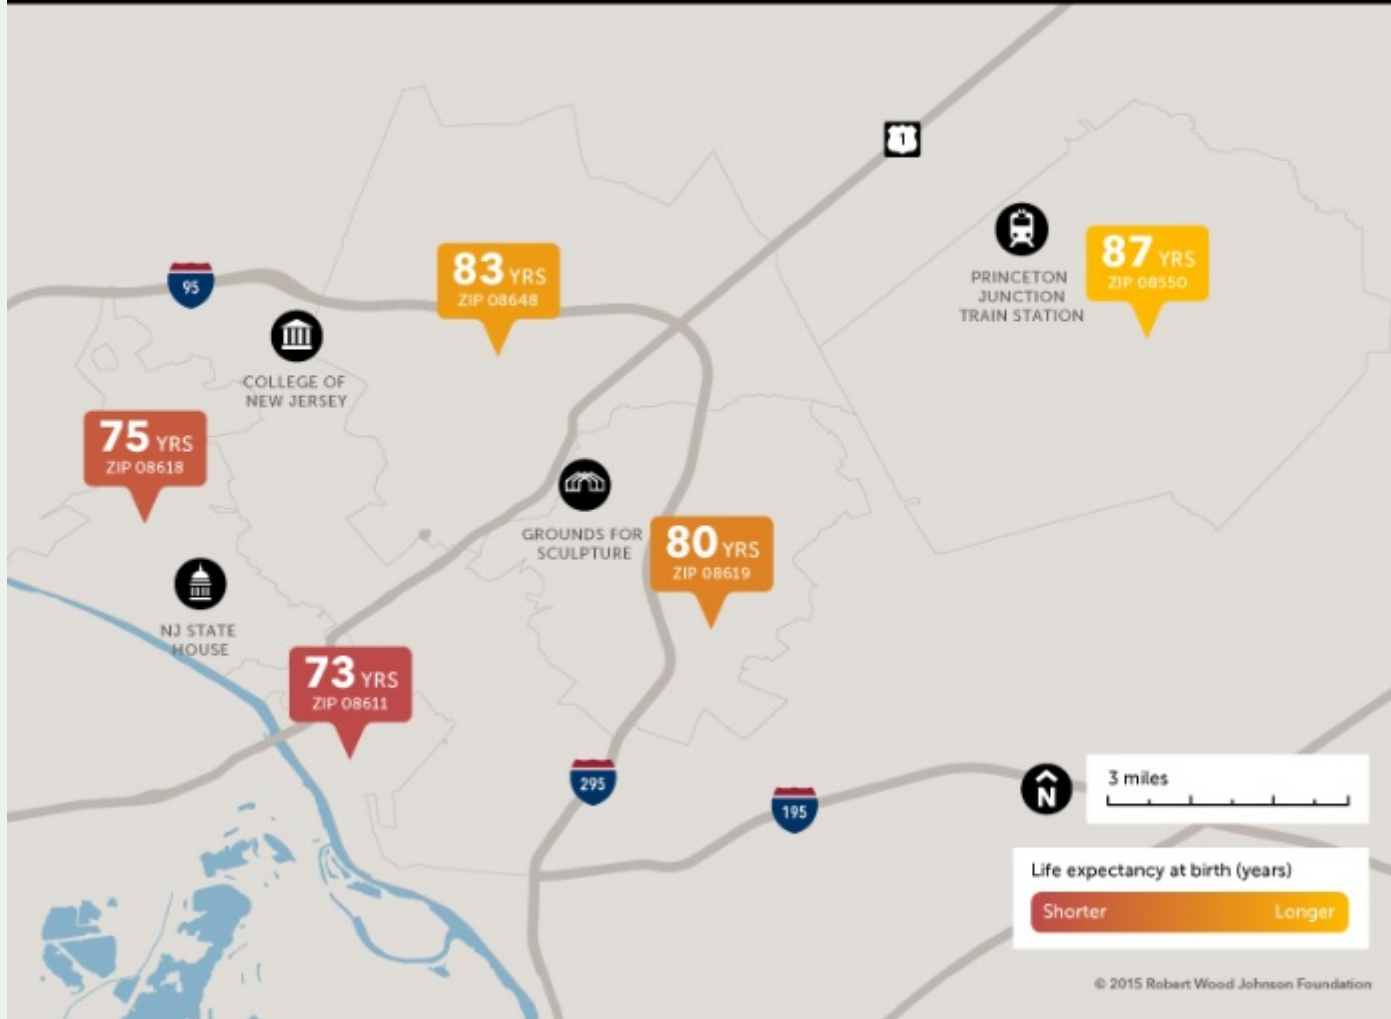 1
95
83 YRS
ZIP 08648
PRINCETON
JUNCTION
TRAIN STATION
87 YRS
ZIP 08550
COLLEGE OF
NEW JERSEY
75 YRS
ZIP 08618
GROUNDS FOR
SCULPTURE
80 YRS
ZIP 08619
NJ STATE
HOUSE
73 YRS
ZIP 08611
295
195
N
3 miles
Life expectancy at birth (years)
Shorter Longer
© 2015 Robert Wood Johnson Foundation